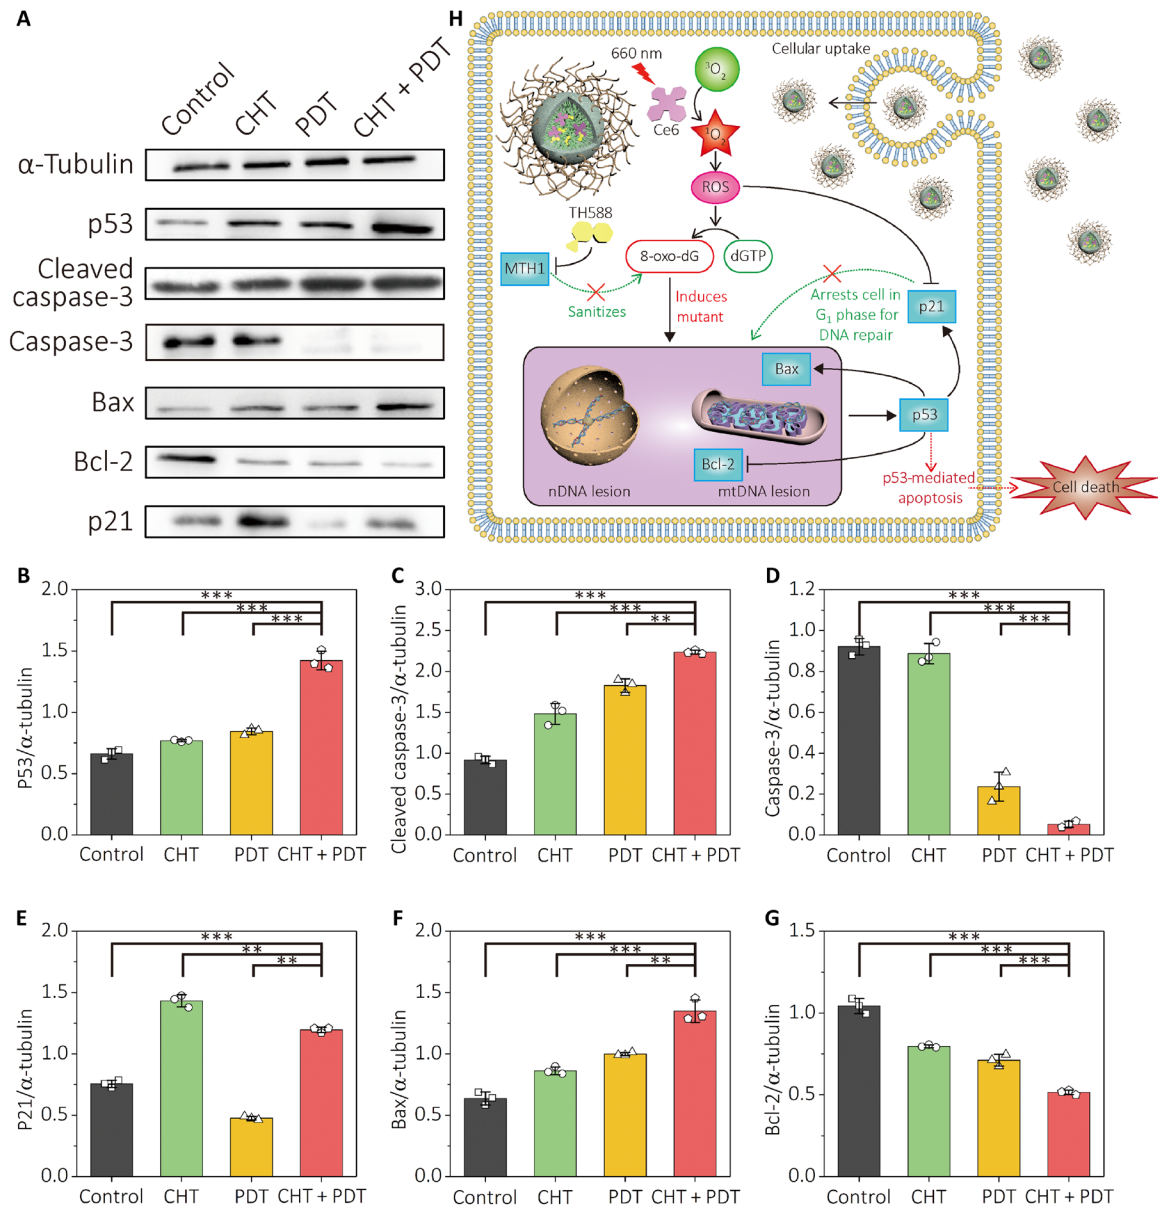 A
Control
CHT
PDT
CHT + PDT
α-Tubulin
p53
Cleaved
caspase-3
Caspase-3
Bax
Bcl-2
p21
H
660 nm
³O₂
Cellular uptake
Ce6
¹O₂
ROS
TH588
MTH1
8-oxo-dG
dGTP
Sanitizes
Induces
mutant
Arrests cell in
G₁ phase for
DNA repair
p21
Bax
p53
Bcl-2
nDNA lesion
mtDNA lesion
p53-mediated
apoptosis
Cell death
B
P53/α-tubulin
2.0
1.5
1.0
0.5
0.0
***
***
***
Control
CHT
PDT
CHT + PDT
C
Cleaved caspase-3/α-tubulin
3.0
2.5
2.0
1.5
1.0
0.5
0.0
***
***
**
Control
CHT
PDT
CHT + PDT
D
Caspase-3/α-tubulin
1.2
1.0
0.8
0.6
0.4
0.2
0.0
***
***
***
Control
CHT
PDT
CHT + PDT
E
P21/α-tubulin
2.0
1.5
1.0
0.5
0.0
***
**
**
Control
CHT
PDT
CHT + PDT
F
Bax/α-tubulin
2.0
1.5
1.0
0.5
0.0
***
***
**
Control
CHT
PDT
CHT + PDT
G
Bcl-2/α-tubulin
1.5
1.0
0.5
0.0
***
***
***
Control
CHT
PDT
CHT + PDT